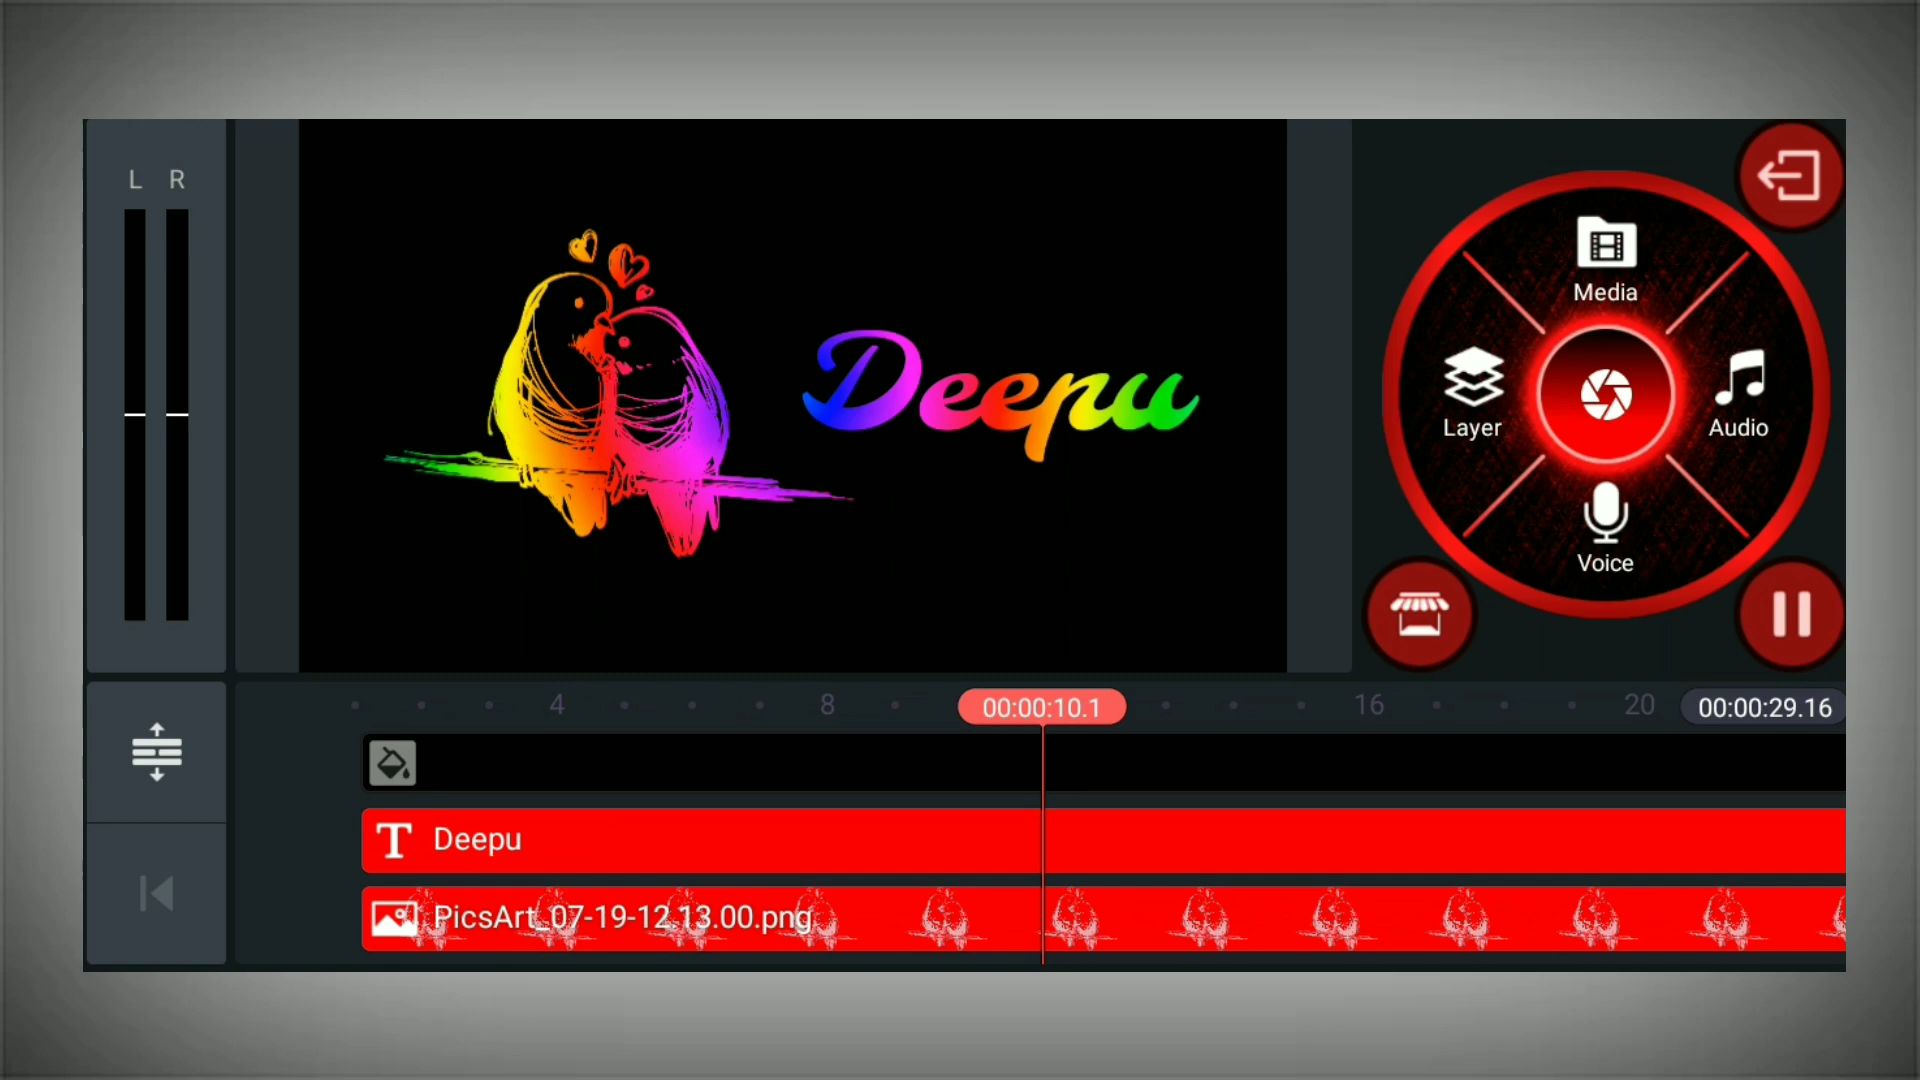 L R
Deepu
Media
Layer
Audio
Voice
4 8 00:00:10.1 16 20 00:00:29.16
T Deepu
PicsArt_07-19-12.13.00.png